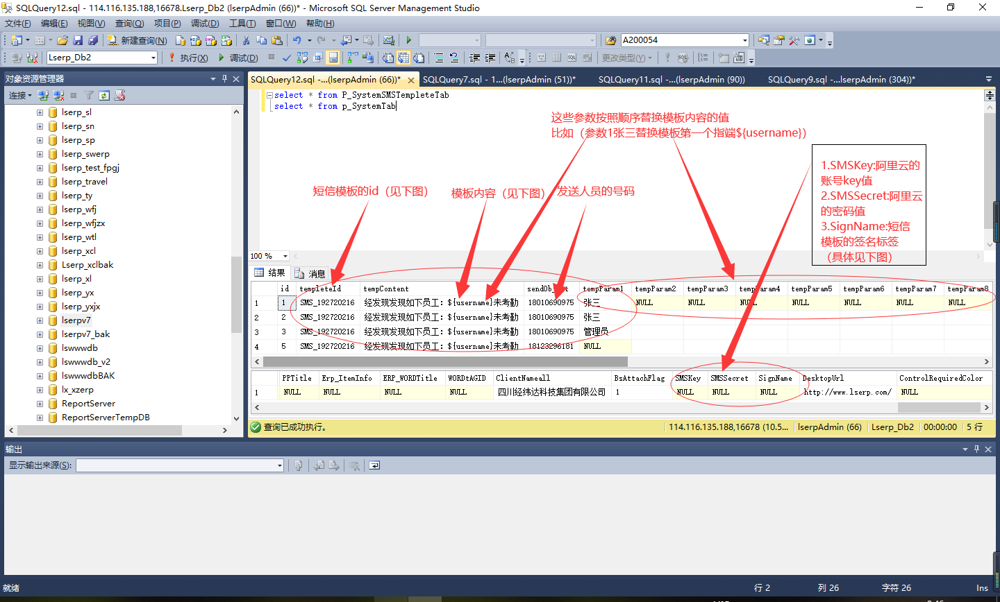 SQLQuery12.sql - 114.116.135.188,16678.Lserp_Db2 (lserpAdmin (66))* - Microsoft SQL Server Management Studio
文件(F) 编辑(E) 视图(V) 查询(Q) 项目(P) 调试(D) 工具(T) 窗口(W) 帮助(H)
新建查询(N) A200054
Lserp_Db2 执行(X) 调试(D) 更改类型(Y)
对象资源管理器
连接
lserp_sl
lserp_sn
lserp_sp
lserp_swerp
lserp_test_fpgj
lserp_travel
lserp_ty
lserp_wfj
lserp_wfjzx
lserp_wtl
lserp_xcl
Lserp_xclbak
lserp_xl
lserp_yx
lserp_yxjx
lserpv7
lserpv7_bak
lswwwdb
lswwwdb_v2
lswwwdbBAK
lx_xzerp
ReportServer
ReportServerTempDB
SQLQuery12.sql -...(lserpAdmin (66))* SQLQuery7.sql - 1...(lserpAdmin (51))* SQLQuery11.sql -...(lserpAdmin (90)) SQLQuery9.sql -...lserpAdmin (304))*
select * from P_SystemSMSTempleteTab
select * from p_SystemTab
这些参数按照顺序替换模板内容的值
比如（参数1张三替换模板第一个指端${username}）
短信模板的id（见下图）
模板内容（见下图）
发送人员的号码
1.SMSKey:阿里云的
账号key值
2.SMSSecret:阿里云
的密码值
3.SignName:短信
模板的签名标签
（具体见下图）
100 %
结果 消息
id templeteId tempContent sendOb tempParam1 tempParam2 tempParam3 tempParam4 tempParam5 tempParam6 tempParam7 tempParam8
1 1 SMS_192720216 经发现发现如下员工：${username}未考勤 18010690975 张三 NULL NULL NULL NULL NULL NULL NULL
2 2 SMS_192720216 经发现发现如下员工：${username}未考勤 18010690975 张三
3 3 SMS_192720216 经发现发现如下员工：${username}未考勤 18010690975 管理员
4 5 SMS_192720216 经发现发现如下员工：${username}未考勤 18123296181 NULL
PPTitle Erp_ItemInfo ERP_WORDTitle WORDtAGID ClientNameall BsAttachFlag SMSKey SMSSecret SignName DesktopUrl ControlRequiredColor
1 NULL NULL NULL NULL 四川经纬达科技集团有限公司 1 NULL NULL NULL http://www.lserp.com/ NULL
查询已成功执行。 114.116.135.188,16678 (10.5... lserpAdmin (66) Lserp_Db2 00:00:00 5 行
输出
显示输出来源(S):
就绪 行 2 列 26 字符 26 Ins